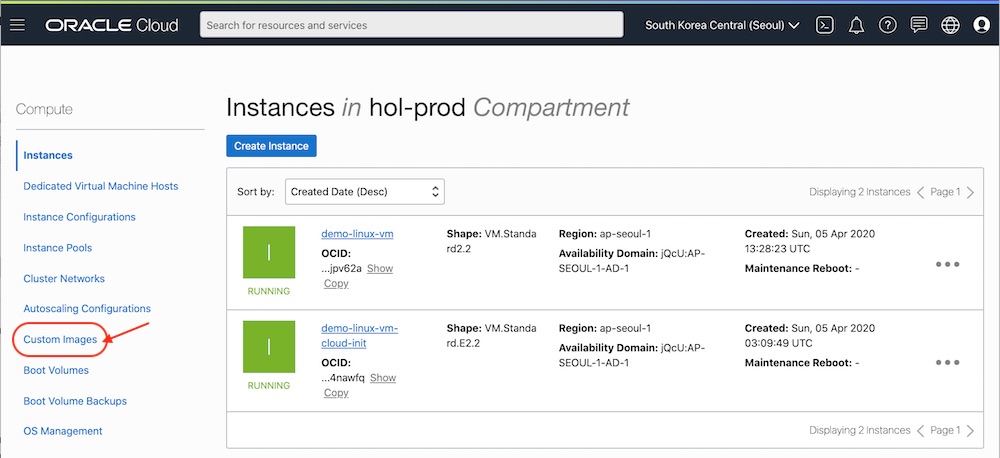 ORACLE Cloud
Search for resources and services
South Korea Central (Seoul)
Compute
Instances
Dedicated Virtual Machine Hosts
Instance Configurations
Instance Pools
Cluster Networks
Autoscaling Configurations
Custom Images
Boot Volumes
Boot Volume Backups
OS Management
Instances in hol-prod Compartment
Create Instance
Sort by: Created Date (Desc)
Displaying 2 Instances < Page 1 >
I
RUNNING
demo-linux-vm
OCID:
...jpv62a Show
Copy
Shape: VM.Standa
rd2.2
Region: ap-seoul-1
Availability Domain: jQcU:AP-
SEOUL-1-AD-1
Created: Sun, 05 Apr 2020
13:28:23 UTC
Maintenance Reboot: -
I
RUNNING
demo-linux-vm-
cloud-init
OCID:
...4nawfq Show
Copy
Shape: VM.Standa
rd.E2.2
Region: ap-seoul-1
Availability Domain: jQcU:AP-
SEOUL-1-AD-1
Created: Sun, 05 Apr 2020
03:09:49 UTC
Maintenance Reboot: -
Displaying 2 Instances < Page 1 >